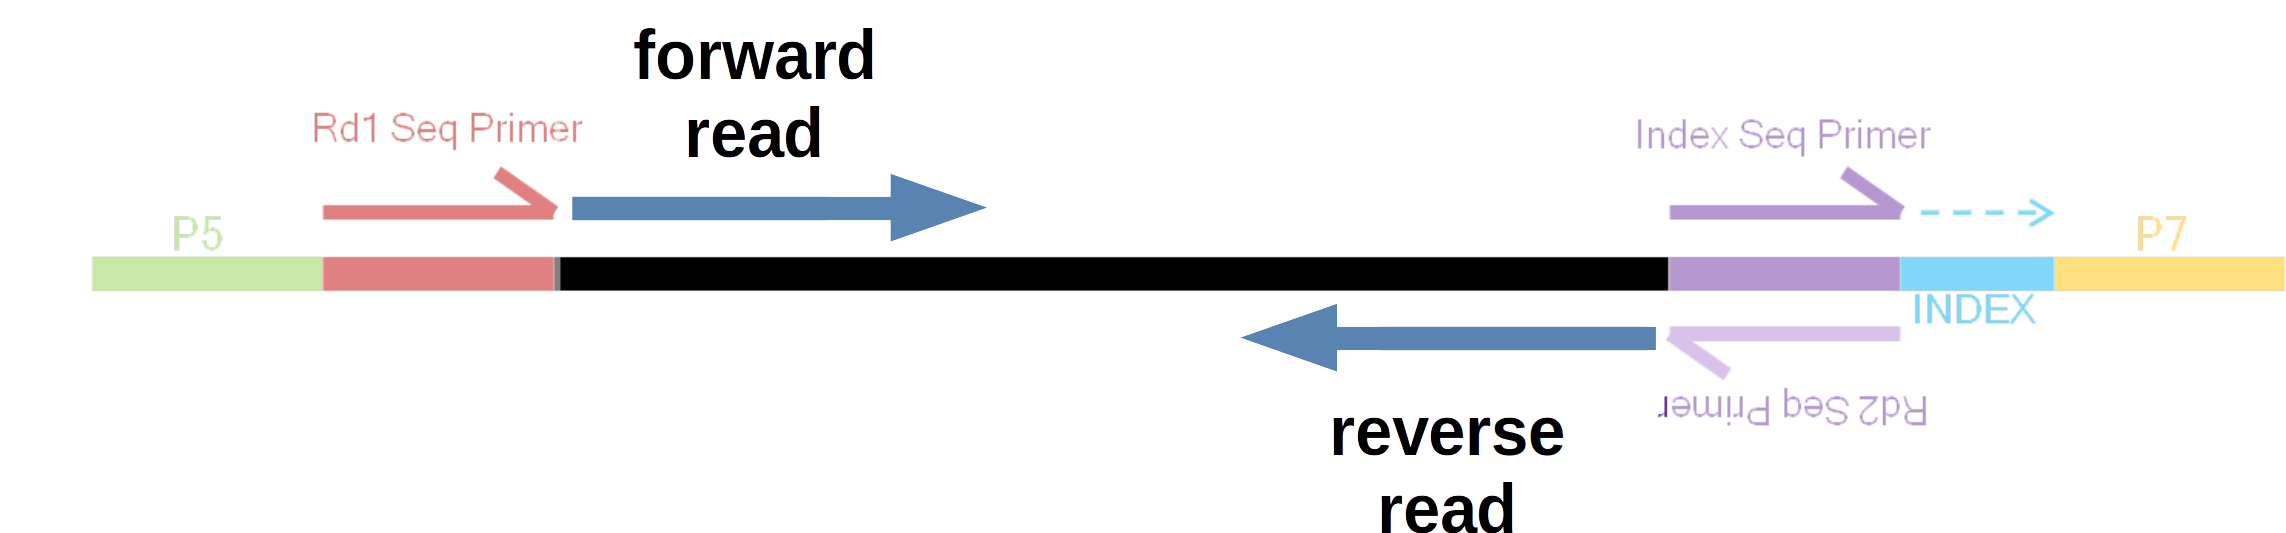 forward
read
Rd1 Seq Primer
Index Seq Primer
P5
P7
INDEX
Rd2 Seq Primer
reverse
read